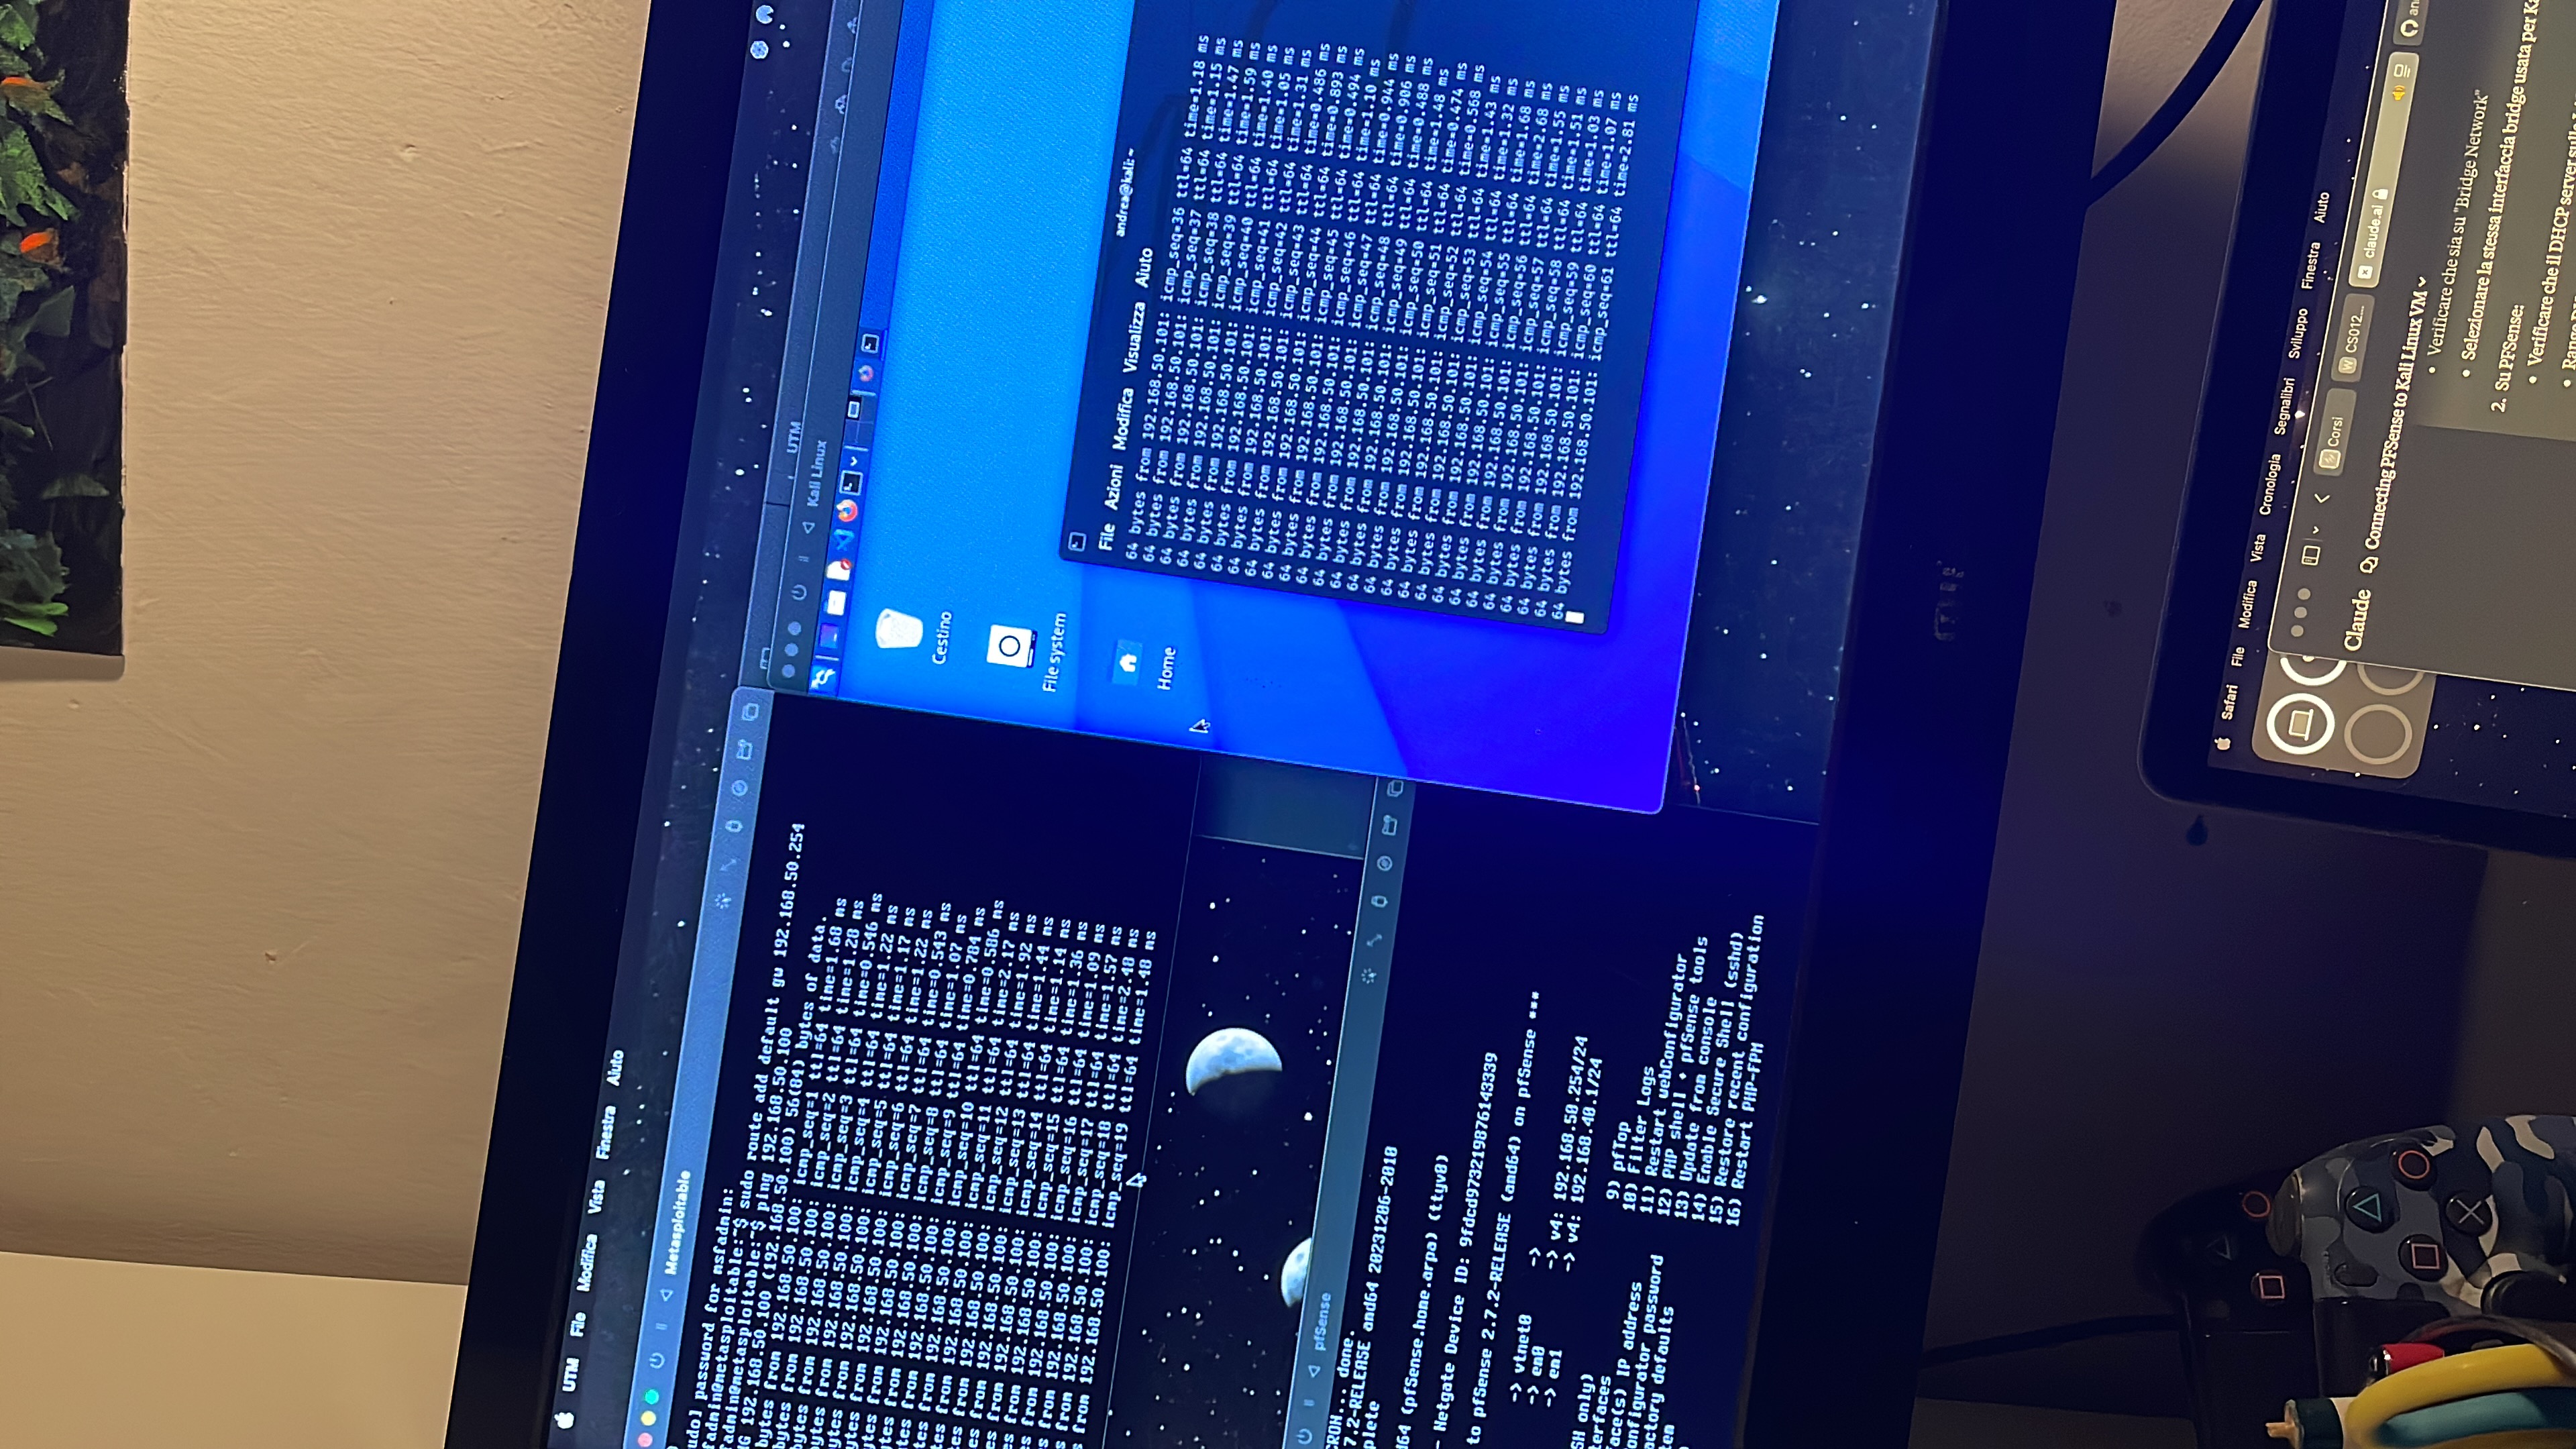 UTM File Modifica Vista Finestra Aiuto
Metasploitable
udo] password for msfadmin:
fadmin@metasploitable:~$ sudo route add default gw 192.168.50.254
fadmin@metasploitable:~$ ping 192.168.50.100
NG 192.168.50.100 (192.168.50.100) 56(84) bytes of data.
bytes from 192.168.50.100: icmp_seq=1 ttl=64 time=1.68 ms
bytes from 192.168.50.100: icmp_seq=2 ttl=64 time=1.28 ms
bytes from 192.168.50.100: icmp_seq=3 ttl=64 time=0.546 ms
bytes from 192.168.50.100: icmp_seq=4 ttl=64 time=1.22 ms
bytes from 192.168.50.100: icmp_seq=5 ttl=64 time=1.17 ms
ytes from 192.168.50.100: icmp_seq=6 ttl=64 time=1.22 ms
ytes from 192.168.50.100: icmp_seq=7 ttl=64 time=0.543 ms
ytes from 192.168.50.100: icmp_seq=8 ttl=64 time=1.07 ms
ytes from 192.168.50.100: icmp_seq=9 ttl=64 time=0.784 ms
tes from 192.168.50.100: icmp_seq=10 ttl=64 time=0.586 ms
tes from 192.168.50.100: icmp_seq=11 ttl=64 time=2.17 ms
tes from 192.168.50.100: icmp_seq=12 ttl=64 time=1.92 ms
es from 192.168.50.100: icmp_seq=13 ttl=64 time=1.44 ms
es from 192.168.50.100: icmp_seq=14 ttl=64 time=1.14 ms
es from 192.168.50.100: icmp_seq=15 ttl=64 time=1.36 ms
s from 192.168.50.100: icmp_seq=16 ttl=64 time=1.09 ms
s from 192.168.50.100: icmp_seq=17 ttl=64 time=1.57 ms
s from 192.168.50.100: icmp_seq=18 ttl=64 time=2.48 ms
s from 192.168.50.100: icmp_seq=19 ttl=64 time=1.48 ms
UTM
Kali Linux
Cestino
File system
Home
andrea@kali: ~
File Azioni Modifica Visualizza Aiuto
64 bytes from 192.168.50.101: icmp_seq=36 ttl=64 time=1.18 ms
64 bytes from 192.168.50.101: icmp_seq=37 ttl=64 time=1.15 ms
64 bytes from 192.168.50.101: icmp_seq=38 ttl=64 time=1.47 ms
64 bytes from 192.168.50.101: icmp_seq=39 ttl=64 time=1.59 ms
64 bytes from 192.168.50.101: icmp_seq=40 ttl=64 time=1.40 ms
64 bytes from 192.168.50.101: icmp_seq=41 ttl=64 time=1.05 ms
64 bytes from 192.168.50.101: icmp_seq=42 ttl=64 time=1.31 ms
64 bytes from 192.168.50.101: icmp_seq=43 ttl=64 time=0.486 ms
64 bytes from 192.168.50.101: icmp_seq=44 ttl=64 time=0.893 ms
64 bytes from 192.168.50.101: icmp_seq=45 ttl=64 time=0.494 ms
64 bytes from 192.168.50.101: icmp_seq=46 ttl=64 time=1.10 ms
64 bytes from 192.168.50.101: icmp_seq=47 ttl=64 time=0.944 ms
64 bytes from 192.168.50.101: icmp_seq=48 ttl=64 time=0.906 ms
64 bytes from 192.168.50.101: icmp_seq=49 ttl=64 time=0.488 ms
64 bytes from 192.168.50.101: icmp_seq=50 ttl=64 time=1.48 ms
64 bytes from 192.168.50.101: icmp_seq=51 ttl=64 time=0.474 ms
64 bytes from 192.168.50.101: icmp_seq=52 ttl=64 time=0.568 ms
64 bytes from 192.168.50.101: icmp_seq=53 ttl=64 time=1.43 ms
64 bytes from 192.168.50.101: icmp_seq=54 ttl=64 time=1.32 ms
64 bytes from 192.168.50.101: icmp_seq=55 ttl=64 time=1.68 ms
64 bytes from 192.168.50.101: icmp_seq=56 ttl=64 time=2.68 ms
64 bytes from 192.168.50.101: icmp_seq=57 ttl=64 time=1.55 ms
64 bytes from 192.168.50.101: icmp_seq=58 ttl=64 time=1.51 ms
64 bytes from 192.168.50.101: icmp_seq=59 ttl=64 time=1.03 ms
64 bytes from 192.168.50.101: icmp_seq=60 ttl=64 time=1.07 ms
64 bytes from 192.168.50.101: icmp_seq=61 ttl=64 time=2.81 ms
pfSense
CRON... done.
7.2-RELEASE amd64 20231206-2010
plete
d64 (pfSense.home.arpa) (ttyv0)
- Netgate Device ID: 9fdcd973219876143339
to pfSense 2.7.2-RELEASE (amd64) on pfSense ***
-> vtnet0 ->
-> em0 -> v4: 192.168.50.254/24
-> em1 -> v4: 192.168.40.1/24
SH only) 9) pfTop
terfaces 10) Filter Logs
face(s) IP address 11) Restart webConfigurator
onfigurator password 12) PHP shell + pfSense tools
actory defaults 13) Update from console
tem 14) Enable Secure Shell (sshd)
15) Restore recent configuration
16) Restart PHP-FPM
Safari File Modifica Vista Cronologia Segnalibri Sviluppo Finestra Aiuto
Corsi CS012... claude.ai
Claude Connecting PFSense to Kali Linux VM
• Verificare che sia su "Bridge Network"
• Selezionare la stessa interfaccia bridge usata per Ka
2. Su PFSense:
• Verificare che il DHCP server sulla
• Range